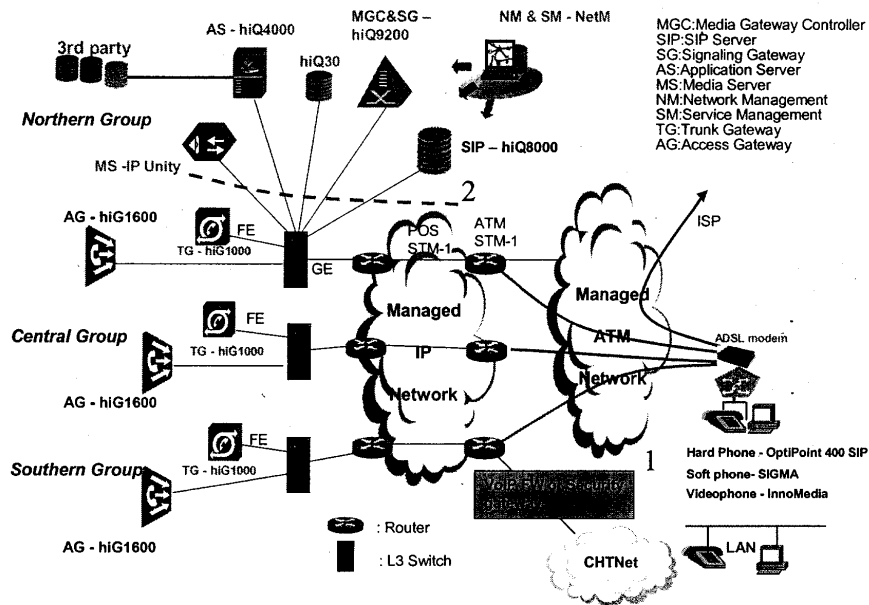 AS - hiQ4000
MGC&SG –
hiQ9200
NM & SM - NetM
3rd party
hiQ30
MGC:Media Gateway Controller
SIP:SIP Server
SG:Signaling Gateway
AS:Application Server
MS:Media Server
NM:Network Management
SM:Service Management
TG:Trunk Gateway
AG:Access Gateway
Northern Group
SIP – hiQ8000
MS -IP Unity
2
AG - hiG1600
FE
TG - hiG1000
GE
POS
STM-1
ATM
STM-1
ISP
Managed
IP
Network
Managed
ATM
Network
ADSL modem
Central Group
FE
TG - hiG1000
AG - hiG1600
Southern Group
FE
TG - hiG1000
AG - hiG1600
1
Hard Phone - OptiPoint 400 SIP
Soft phone- SIGMA
Videophone - InnoMedia
VoIP FW or Security
gateway
: Router
: L3 Switch
CHTNet
LAN